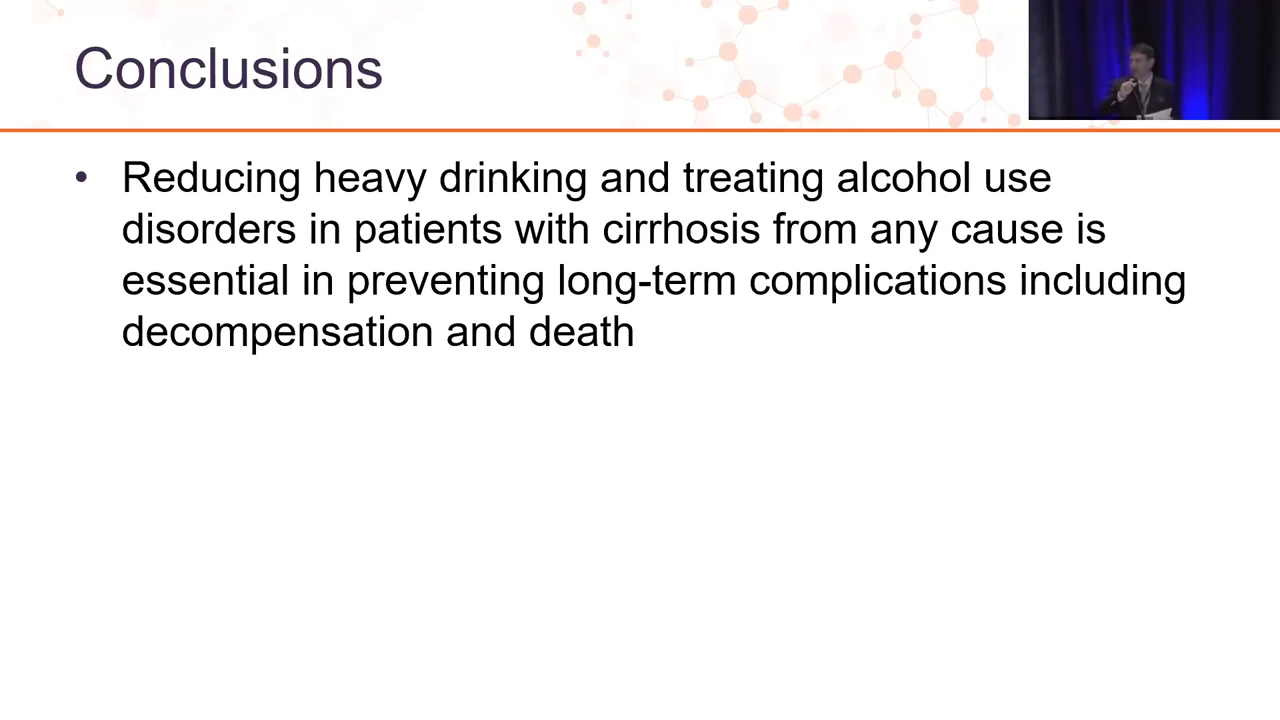 Conclusions
• Reducing heavy drinking and treating alcohol use
disorders in patients with cirrhosis from any cause is
essential in preventing long-term complications including
decompensation and death